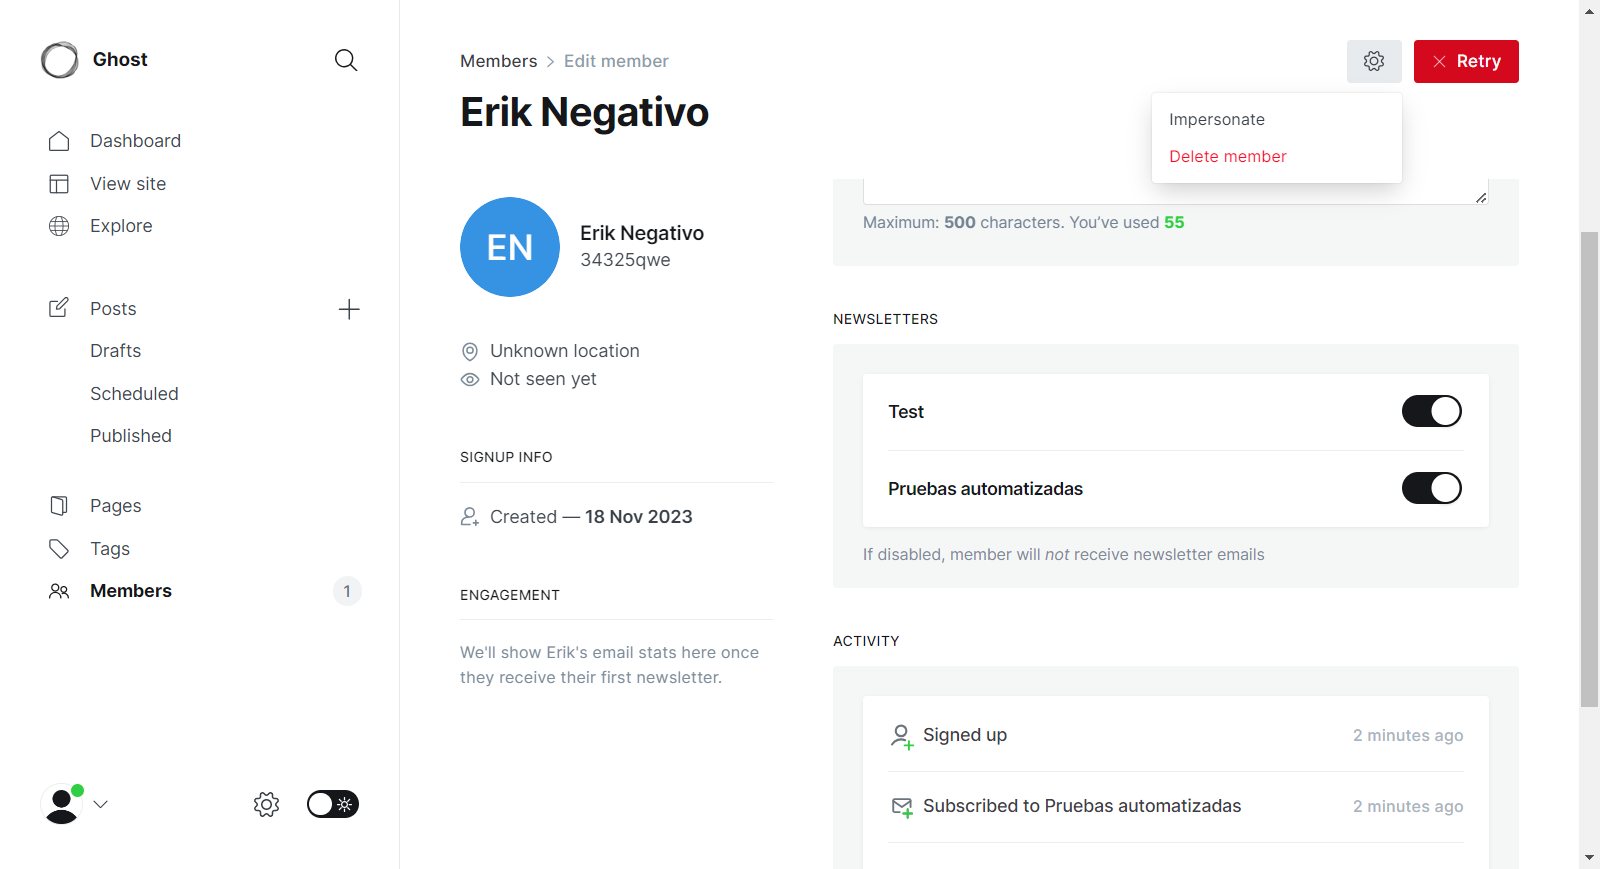 Ghost
Dashboard
View site
Explore
Posts
Drafts
Scheduled
Published
Pages
Tags
Members
1
Members > Edit member
Erik Negativo
Retry
Impersonate
Delete member
EN
Erik Negativo
34325qwe
Unknown location
Not seen yet
SIGNUP INFO
Created — 18 Nov 2023
ENGAGEMENT
We'll show Erik's email stats here once
they receive their first newsletter.
Maximum: 500 characters. You’ve used 55
NEWSLETTERS
Test
Pruebas automatizadas
If disabled, member will not receive newsletter emails
ACTIVITY
Signed up 2 minutes ago
Subscribed to Pruebas automatizadas 2 minutes ago